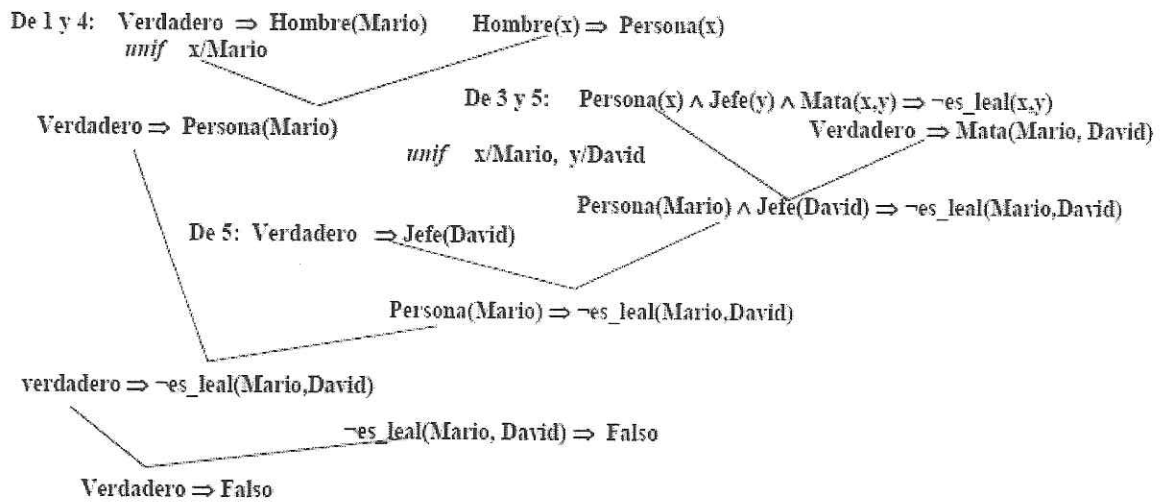 De 1 y 4: Verdadero ⇒ Hombre(Mario) Hombre(x) ⇒ Persona(x)
unif x/Mario
De 3 y 5: Persona(x) ∧ Jefe(y) ∧ Mata(x,y) ⇒ ¬es_leal(x,y)
Verdadero ⇒ Persona(Mario)
Verdadero ⇒ Mata(Mario, David)
unif x/Mario, y/David
Persona(Mario) ∧ Jefe(David) ⇒ ¬es_leal(Mario,David)
De 5: Verdadero ⇒ Jefe(David)
Persona(Mario) ⇒ ¬es_leal(Mario,David)
verdadero ⇒ ¬es_leal(Mario,David)
¬es_leal(Mario, David) ⇒ Falso
Verdadero ⇒ Falso